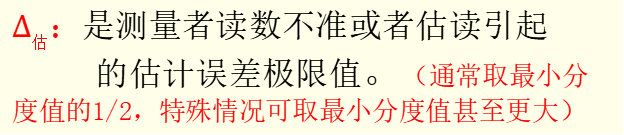 Δ估：是测量者读数不准或者估读引起
的估计误差极限值。（通常取最小分
度值的1/2，特殊情况可取最小分度值甚至更大）